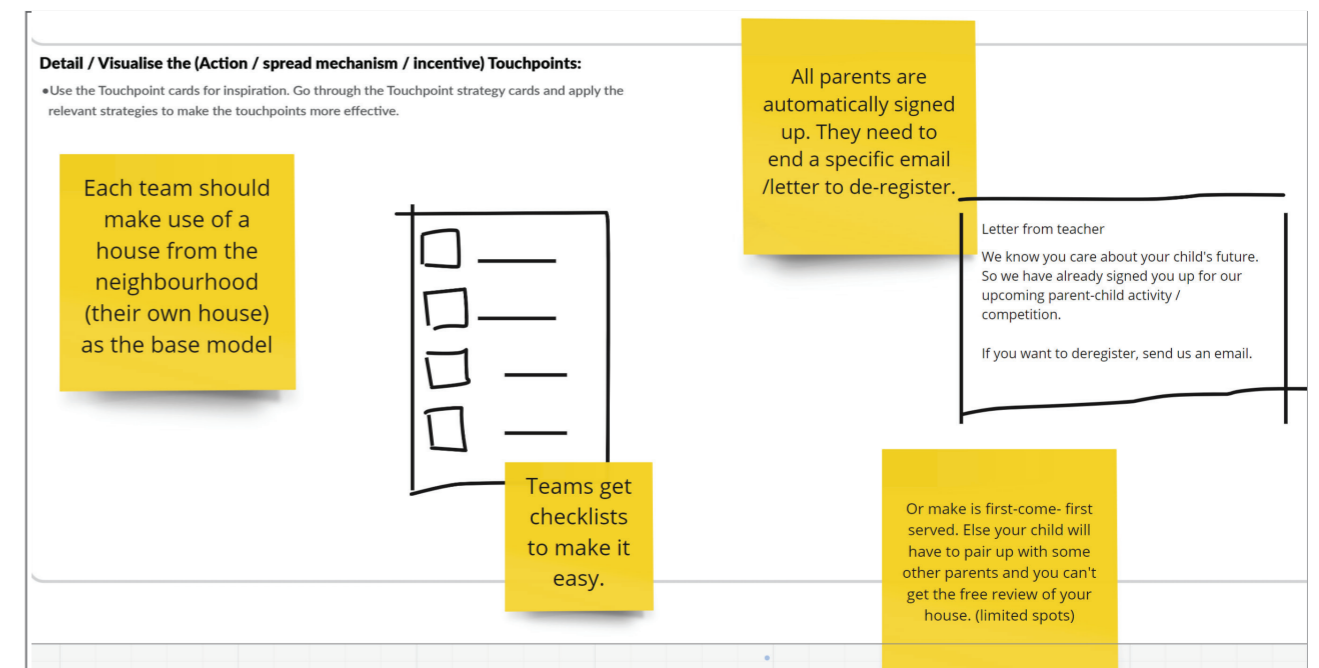 Detail / Visualise the (Action / spread mechanism / incentive) Touchpoints:
•Use the Touchpoint cards for inspiration. Go through the Touchpoint strategy cards and apply the
relevant strategies to make the touchpoints more effective.
Each team should
make use of a
house from the
neighbourhood
(their own house)
as the base model
Teams get
checklists
to make it
easy.
All parents are
automatically signed
up. They need to
end a specific email
/letter to de-register.
Letter from teacher
We know you care about your child's future.
So we have already signed you up for our
upcoming parent-child activity /
competition.
If you want to deregister, send us an email.
Or make is first-come- first
served. Else your child will
have to pair up with some
other parents and you can't
get the free review of your
house. (limited spots)